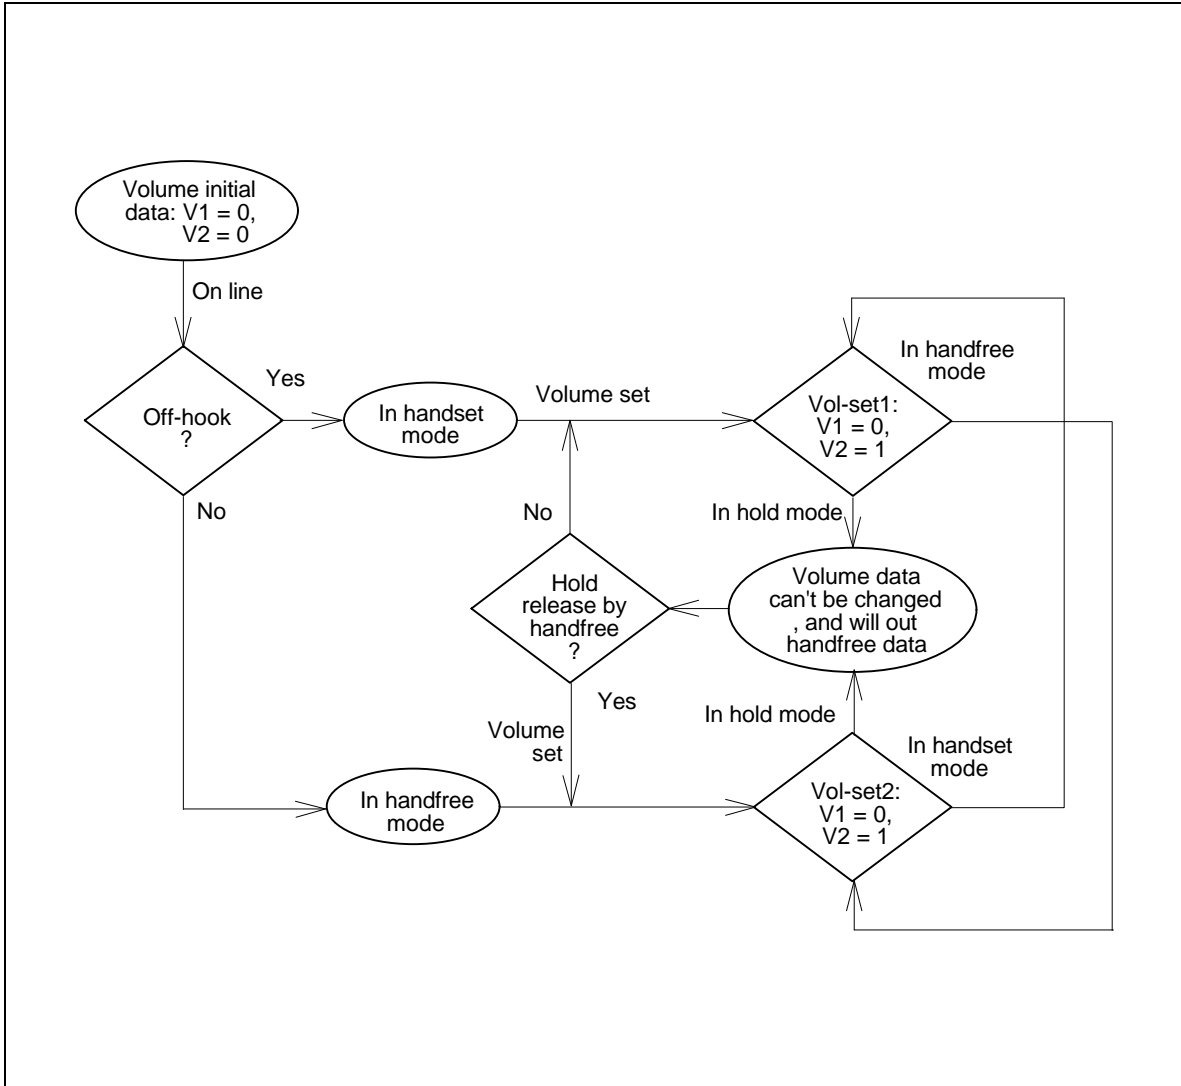 Volume initial
data: V1 = 0,
V2 = 0
On line
Off-hook
?
Yes
No
In handset
mode
Volume set
Vol-set1:
V1 = 0,
V2 = 1
In handfree
mode
In hold mode
Volume data
can't be changed
, and will out
handfree data
No
Hold
release by
handfree
?
Yes
Volume
set
In handfree
mode
In hold mode
Vol-set2:
V1 = 0,
V2 = 1
In handset
mode